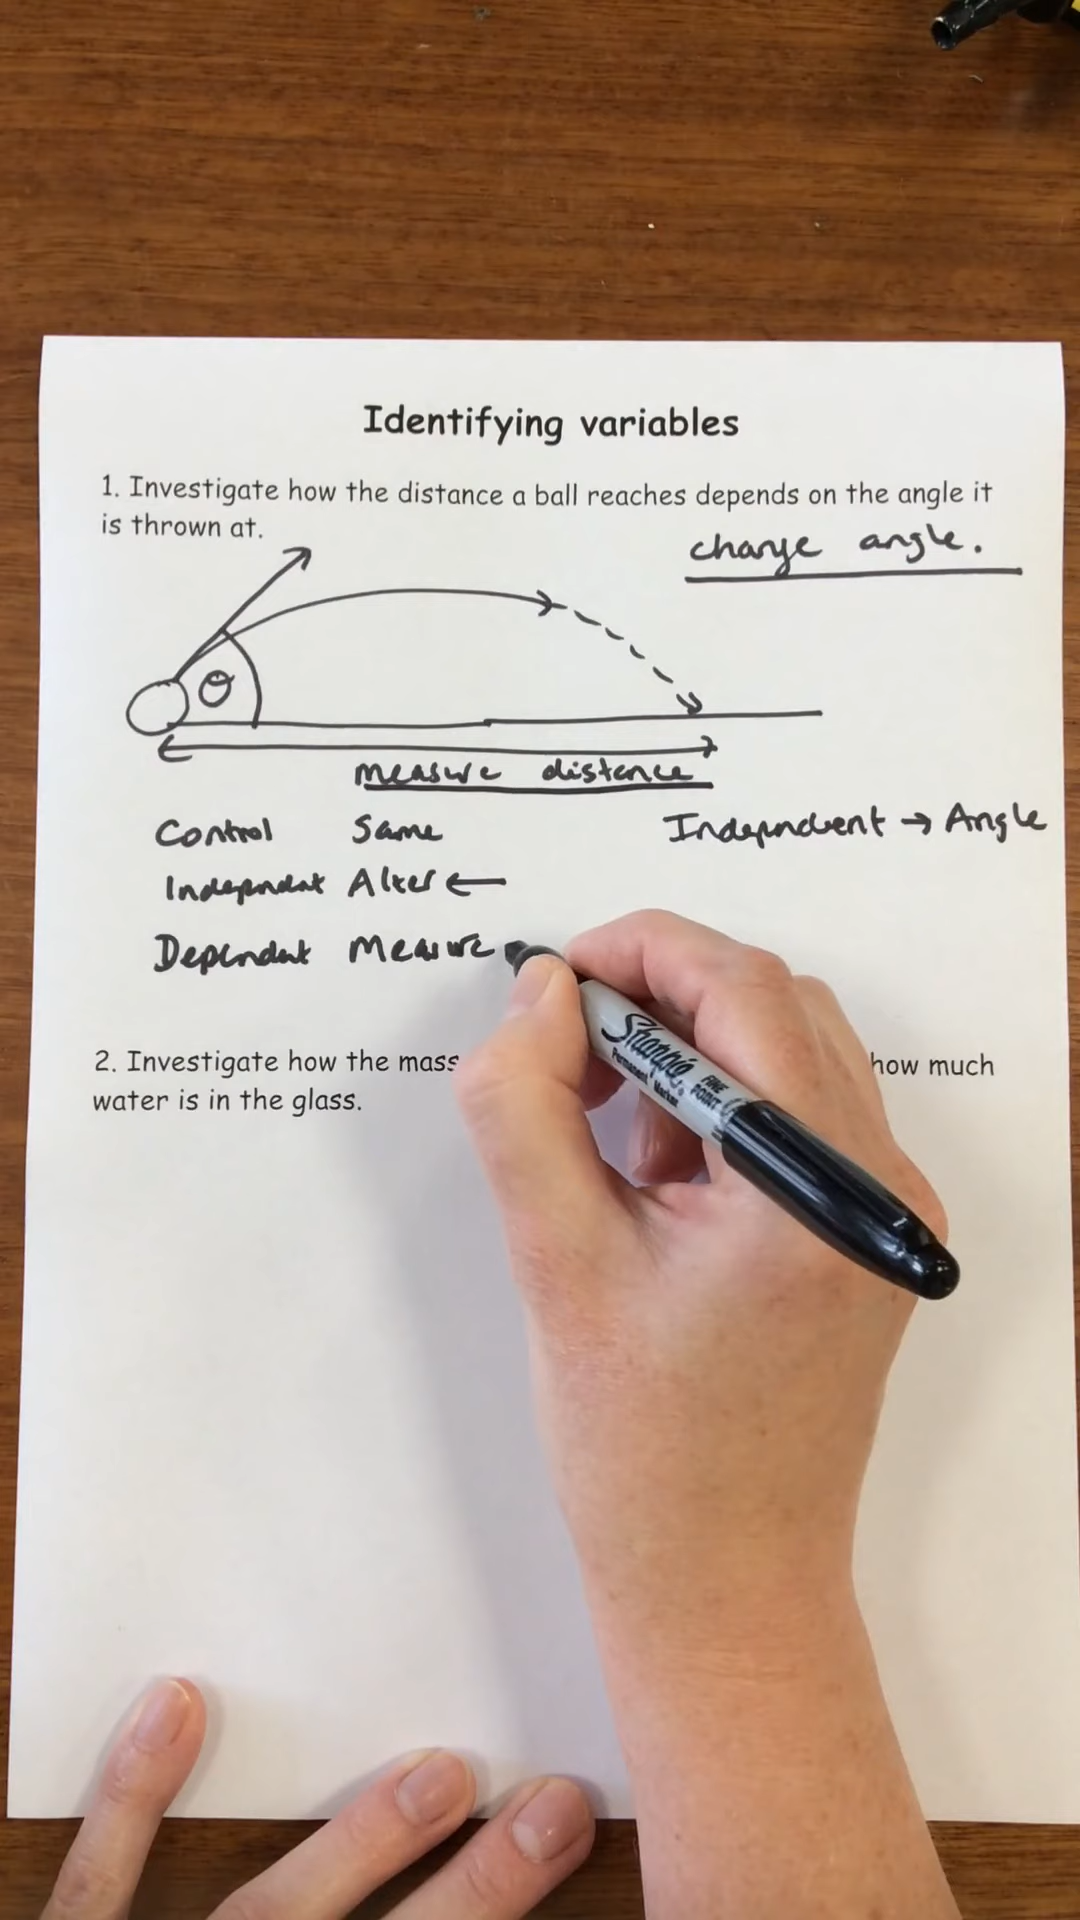 Identifying variables
1. Investigate how the distance a ball reaches depends on the angle it
is thrown at.
change angle.
θ
measure distance
Control Same
Independent → Angle
Independent Alter ←
Dependent Measure
2. Investigate how the mass how much
water is in the glass.
Sharpie
Permanent Marker
FINE POINT